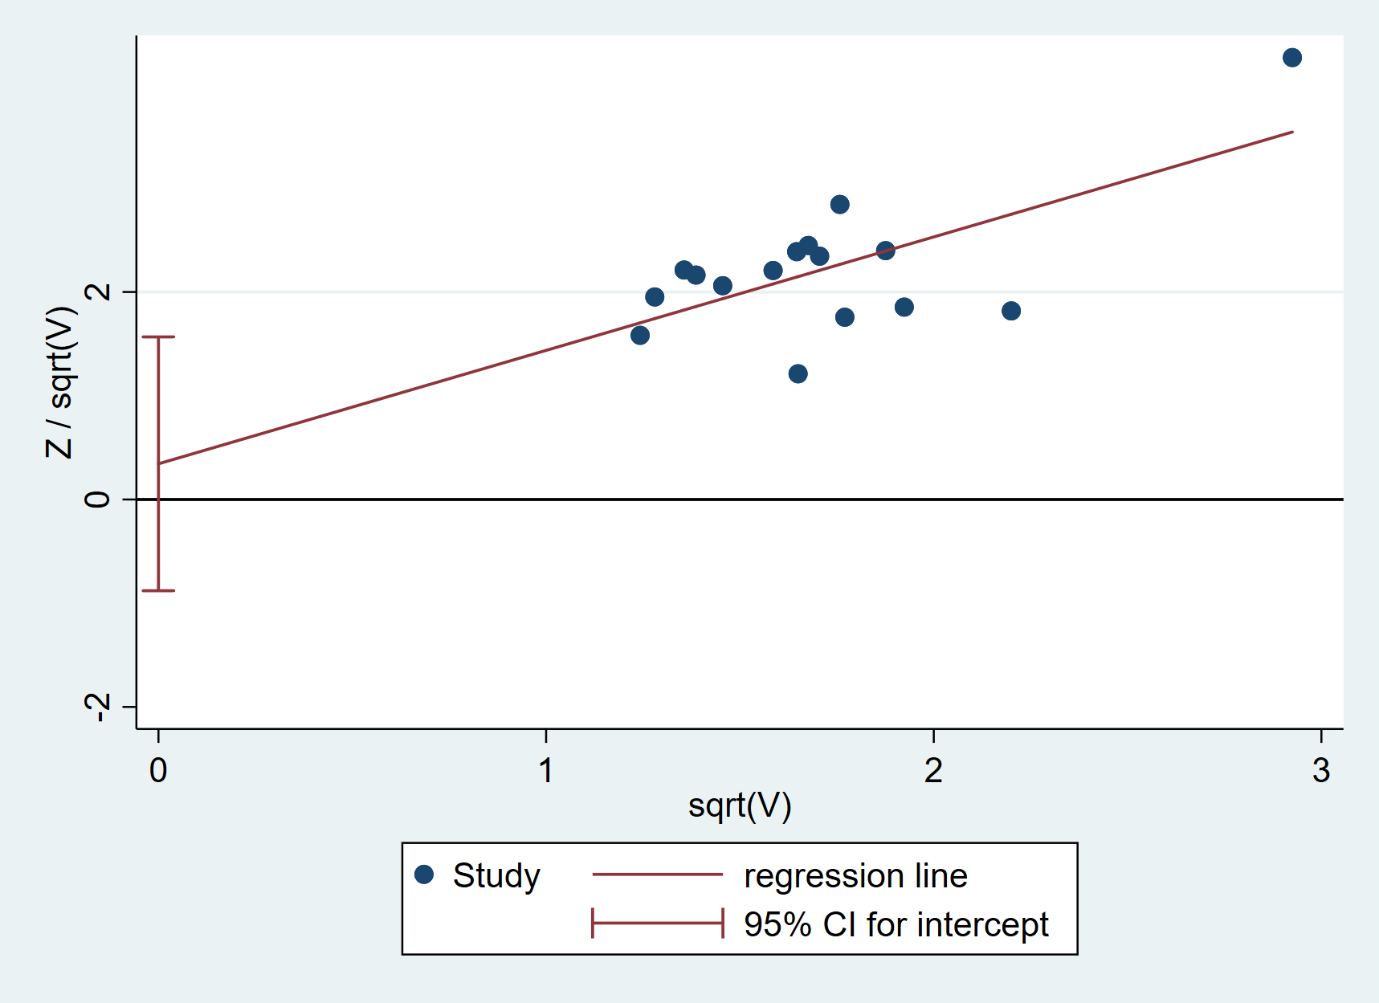 Z / sqrt(V)
2
0
-2
0 1 2 3
sqrt(V)
Study regression line
95% CI for intercept